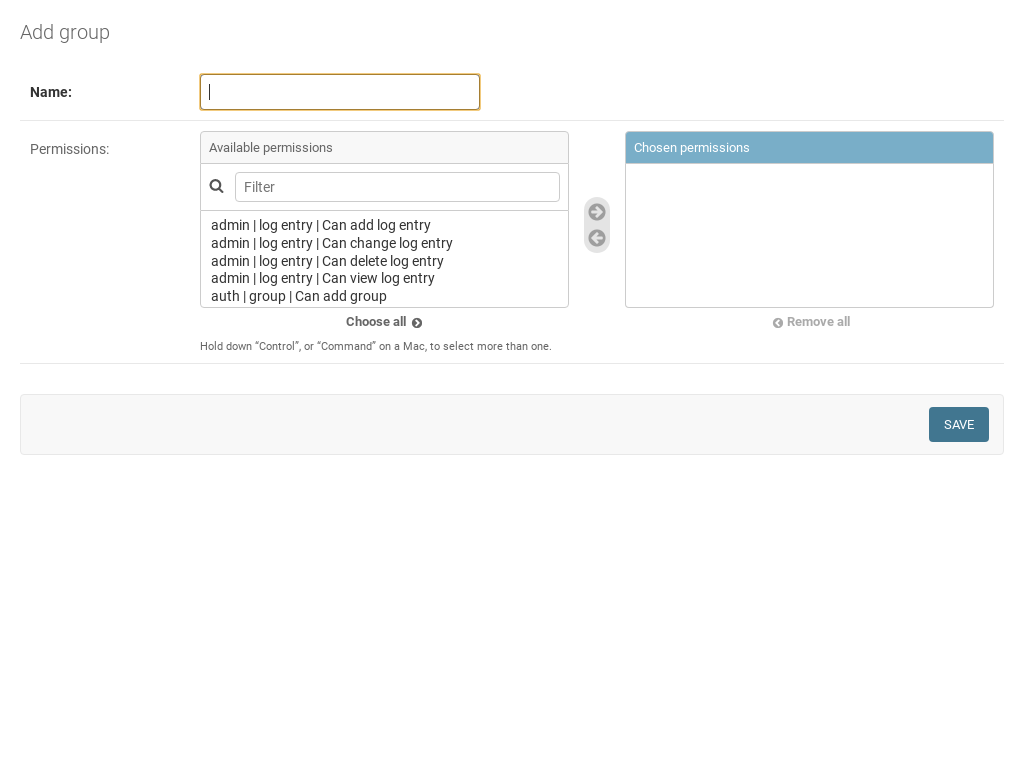 Add group
Name:
Permissions:
Available permissions
Filter
admin | log entry | Can add log entry
admin | log entry | Can change log entry
admin | log entry | Can delete log entry
admin | log entry | Can view log entry
auth | group | Can add group
Choose all
Hold down “Control”, or “Command” on a Mac, to select more than one.
Chosen permissions
Remove all
SAVE